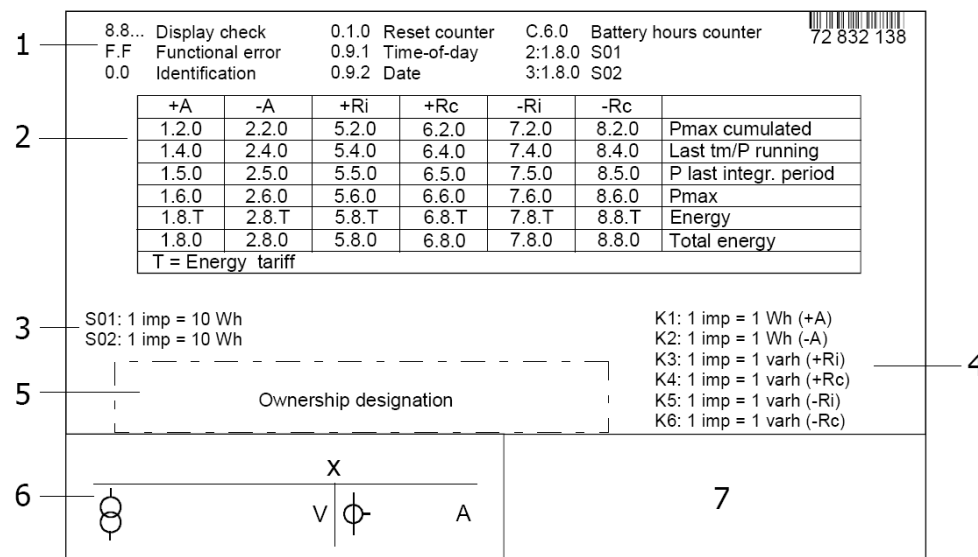 8.8... Display check 0.1.0 Reset counter C.6.0 Battery hours counter 72 832 138
1 F.F Functional error 0.9.1 Time-of-day 2:1.8.0 S01
0.0 Identification 0.9.2 Date 3:1.8.0 S02
+A -A +Ri +Rc -Ri -Rc
2 1.2.0 2.2.0 5.2.0 6.2.0 7.2.0 8.2.0 Pmax cumulated
1.4.0 2.4.0 5.4.0 6.4.0 7.4.0 8.4.0 Last tm/P running
1.5.0 2.5.0 5.5.0 6.5.0 7.5.0 8.5.0 P last integr. period
1.6.0 2.6.0 5.6.0 6.6.0 7.6.0 8.6.0 Pmax
1.8.T 2.8.T 5.8.T 6.8.T 7.8.T 8.8.T Energy
1.8.0 2.8.0 5.8.0 6.8.0 7.8.0 8.8.0 Total energy
T = Energy tariff
3 S01: 1 imp = 10 Wh
S02: 1 imp = 10 Wh
K1: 1 imp = 1 Wh (+A)
K2: 1 imp = 1 Wh (-A)
K3: 1 imp = 1 varh (+Ri)
K4: 1 imp = 1 varh (+Rc)
K5: 1 imp = 1 varh (-Ri)
K6: 1 imp = 1 varh (-Rc)
4
5 Ownership designation
X
6 V A
7